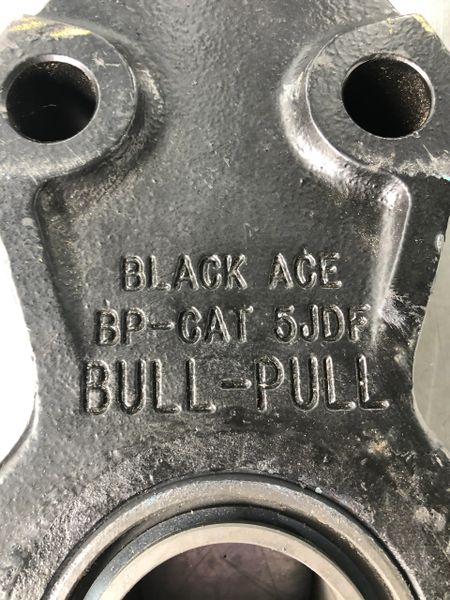 BLACK ACE
BP-CAT 5JDF
BULL-PULL